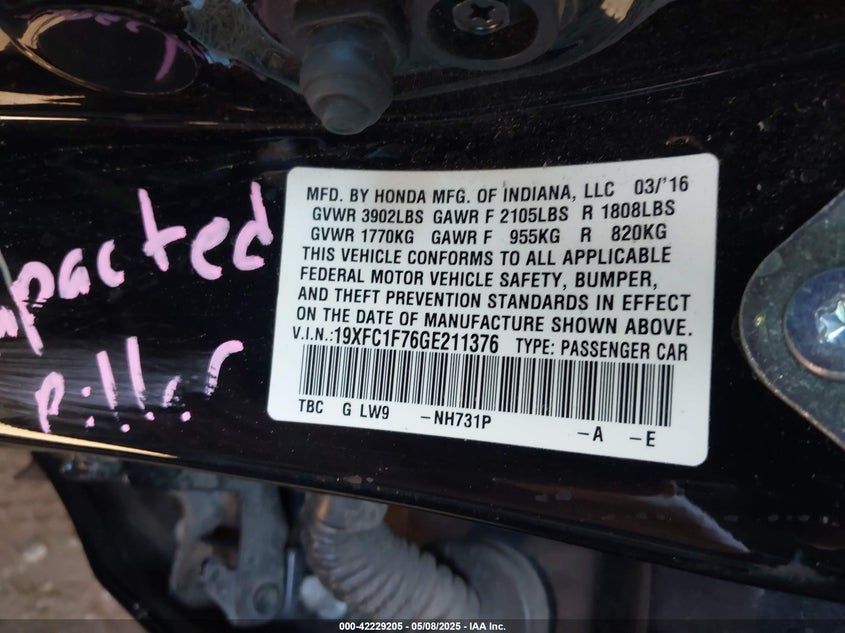 MFD. BY HONDA MFG. OF INDIANA, LLC 03/'16
GVWR 3902LBS GAWR F 2105LBS R 1808LBS
GVWR 1770KG GAWR F 955KG R 820KG
THIS VEHICLE CONFORMS TO ALL APPLICABLE
FEDERAL MOTOR VEHICLE SAFETY, BUMPER,
AND THEFT PREVENTION STANDARDS IN EFFECT
ON THE DATE OF MANUFACTURE SHOWN ABOVE.
V.I.N.:19XFC1F76GE211376 TYPE: PASSENGER CAR
TBC G LW9 -NH731P -A -E
pacted
piller
000-42229205 - 05/08/2025 - IAA Inc.